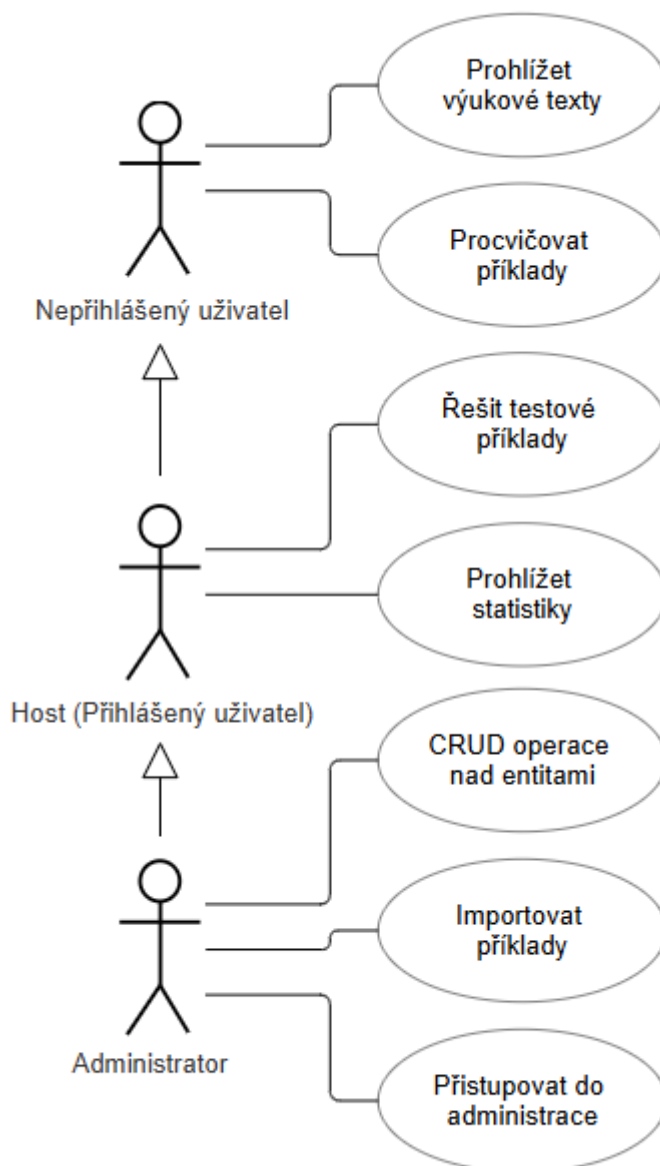 Prohlížet
výukové texty
Procvičovat
příklady
Nepřihlášený uživatel
Řešit testové
příklady
Prohlížet
statistiky
Host (Přihlášený uživatel)
CRUD operace
nad entitami
Importovat
příklady
Administrator
Přistupovat do
administrace